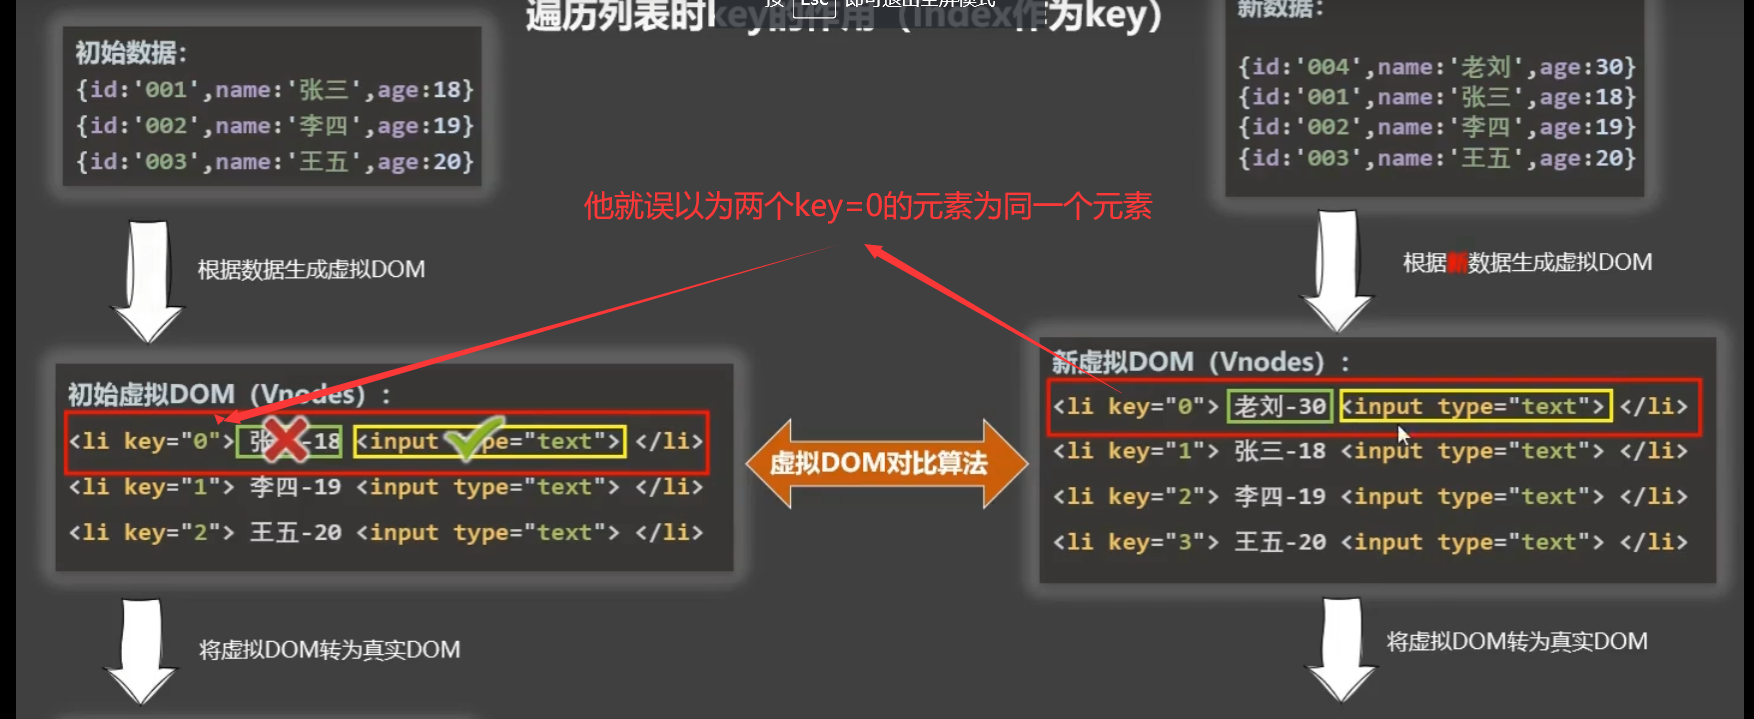 遍历列表时key的作用（index作为key）
按 Esc 即可退出全屏模式
初始数据：
{id:'001',name:'张三',age:18}
{id:'002',name:'李四',age:19}
{id:'003',name:'王五',age:20}
新数据：
{id:'004',name:'老刘',age:30}
{id:'001',name:'张三',age:18}
{id:'002',name:'李四',age:19}
{id:'003',name:'王五',age:20}
他就误以为两个key=0的元素为同一个元素
根据数据生成虚拟DOM
根据新数据生成虚拟DOM
初始虚拟DOM（Vnodes）：
<li key="0"> 张三-18 <input type="text"> </li>
<li key="1"> 李四-19 <input type="text"> </li>
<li key="2"> 王五-20 <input type="text"> </li>
虚拟DOM对比算法
新虚拟DOM（Vnodes）：
<li key="0"> 老刘-30 <input type="text"> </li>
<li key="1"> 张三-18 <input type="text"> </li>
<li key="2"> 李四-19 <input type="text"> </li>
<li key="3"> 王五-20 <input type="text"> </li>
将虚拟DOM转为真实DOM
将虚拟DOM转为真实DOM